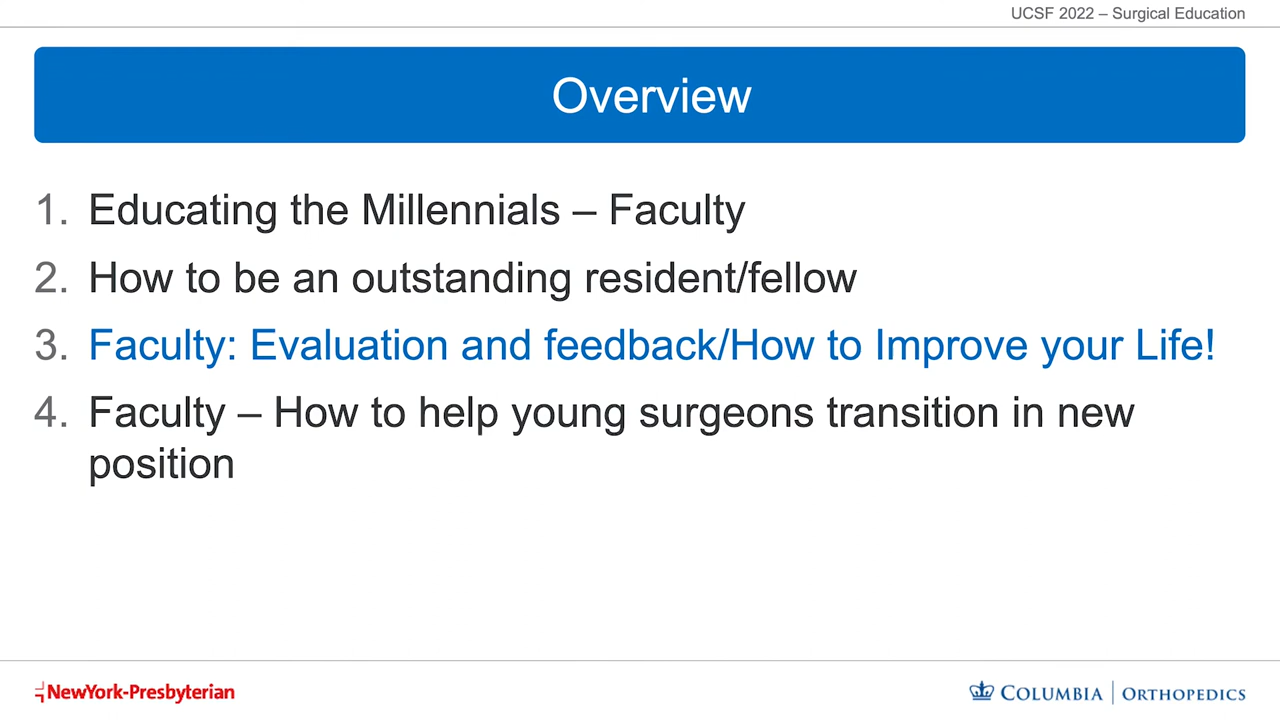 UCSF 2022 – Surgical Education
Overview
1. Educating the Millennials – Faculty
2. How to be an outstanding resident/fellow
3. Faculty: Evaluation and feedback/How to Improve your Life!
4. Faculty – How to help young surgeons transition in new
position
NewYork-Presbyterian
COLUMBIA | ORTHOPEDICS